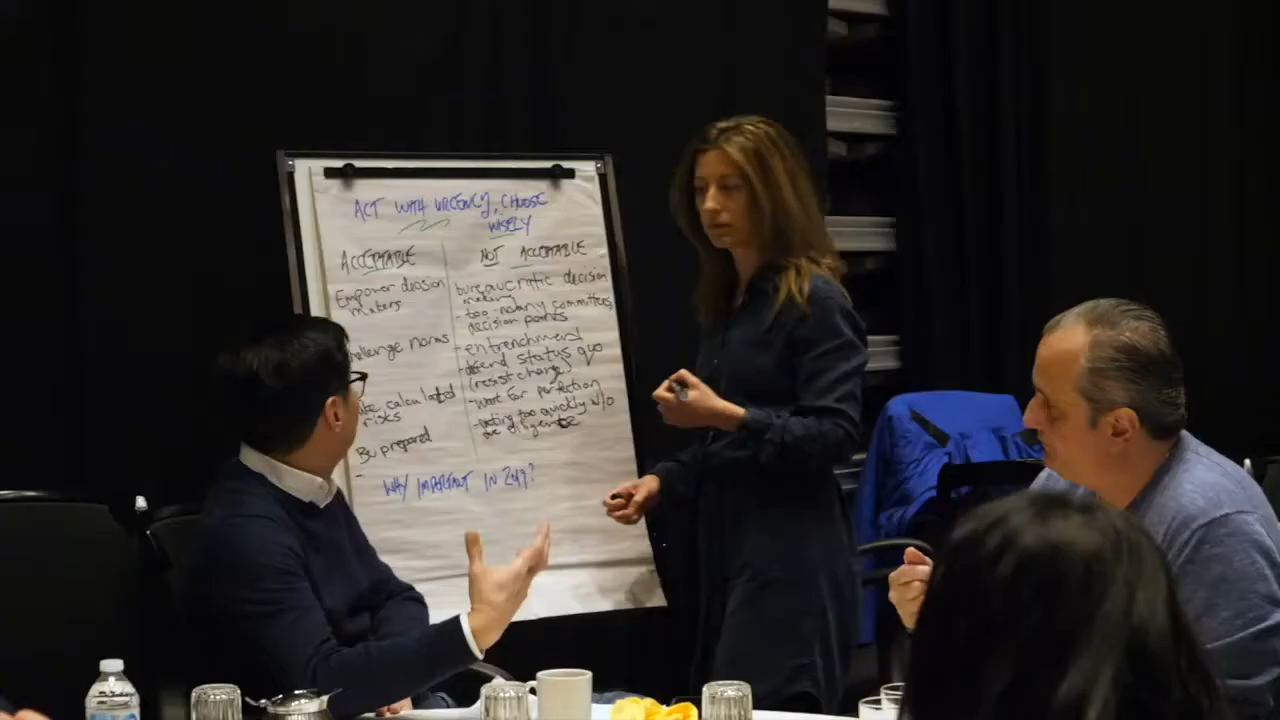 ACT WITH URGENCY, CHOOSE
WISELY
ACCEPTABLE
Empower decision
makers
challenge norms
calculated
risks
Be prepared
-
NOT ACCEPTABLE
bureaucratic decision
making
- too many committees,
decision points
- entrenchment
- defend status quo
(resist change)
- wait for perfection
- acting too quickly w/o
due diligence
WHY IMPORTANT IN 2017?